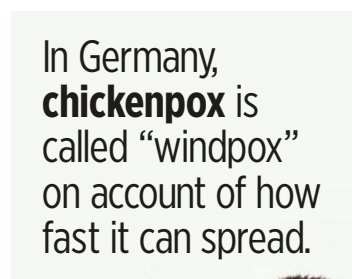 In Germany,
chickenpox is
called “windpox”
on account of how
fast it can spread.